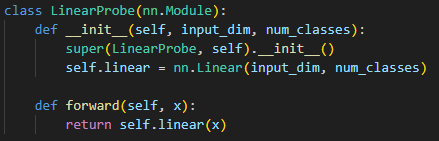 class LinearProbe(nn.Module):
    def __init__(self, input_dim, num_classes):
        super(LinearProbe, self).__init__()
        self.linear = nn.Linear(input_dim, num_classes)

    def forward(self, x):
        return self.linear(x)